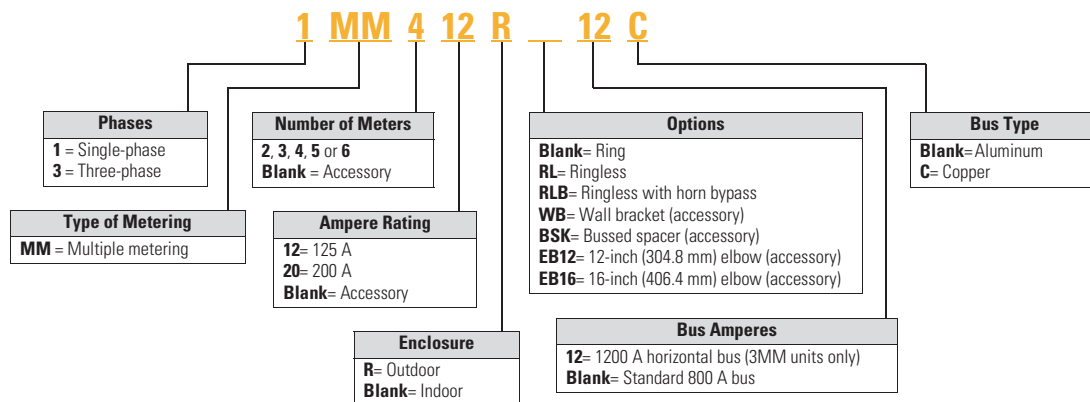 1 MM 4 12 R __ 12 C
Phases
1 = Single-phase
3 = Three-phase
Type of Metering
MM = Multiple metering
Number of Meters
2, 3, 4, 5 or 6
Blank = Accessory
Ampere Rating
12= 125 A
20= 200 A
Blank= Accessory
Enclosure
R= Outdoor
Blank= Indoor
Options
Blank= Ring
RL= Ringless
RLB= Ringless with horn bypass
WB= Wall bracket (accessory)
BSK= Bussed spacer (accessory)
EB12= 12-inch (304.8 mm) elbow (accessory)
EB16= 16-inch (406.4 mm) elbow (accessory)
Bus Amperes
12= 1200 A horizontal bus (3MM units only)
Blank= Standard 800 A bus
Bus Type
Blank= Aluminum
C= Copper